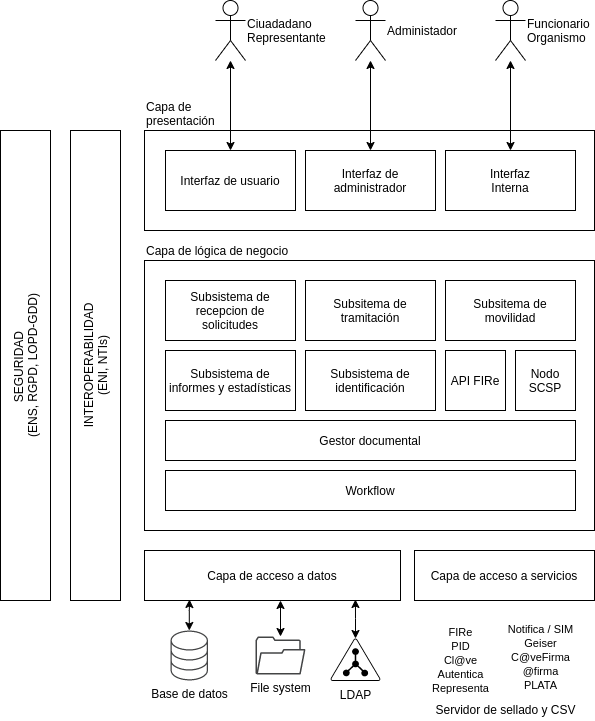 Ciuadadano
Representante
Administador
Funcionario
Organismo
Capa de
presentación
Interfaz de usuario
Interfaz de
administrador
Interfaz
Interna
Capa de lógica de negocio
Subsistema de
recepcion de
solicitudes
Subsitema de
tramitación
Subsitema de
movilidad
Subsistema de
informes y estadísticas
Subsistema de
identificación
API FIRe
Nodo
SCSP
Gestor documental
Workflow
SEGURIDAD
(ENS, RGPD, LOPD-GDD)
INTEROPERABILIDAD
(ENI, NTIs)
Capa de acceso a datos
Capa de acceso a servicios
Base de datos
File system
LDAP
FIRe
PID
Cl@ve
Autentica
Representa
Notifica / SIM
Geiser
C@veFirma
@firma
PLATA
Servidor de sellado y CSV